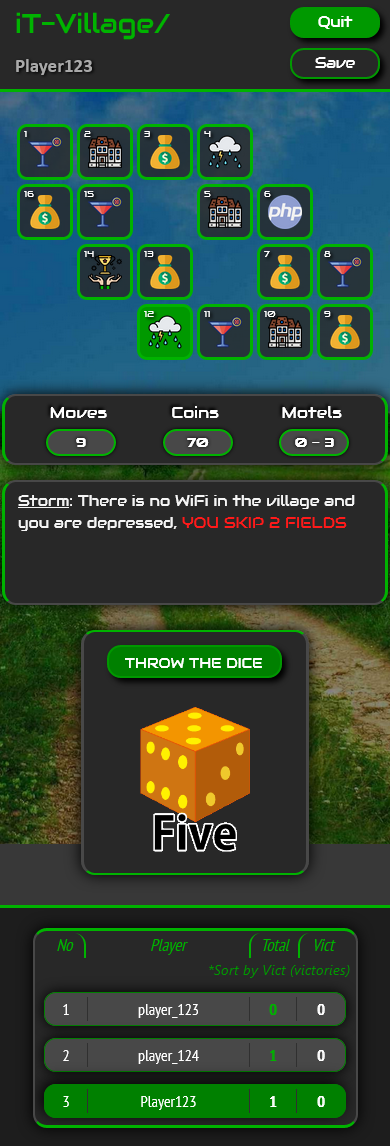 iT-Village/
Quit
Player123
Save
1 2 3 4
16 15 5 6
php
14 13 7 8
12 11 10 9
Moves Coins Motels
9 70 0 - 3
Storm: There is no WiFi in the village and
you are depressed, YOU SKIP 2 FIELDS
THROW THE DICE
Five
No Player Total Vict
*Sort by Vict (victories)
1 player_123 0 0
2 player_124 1 0
3 Player123 1 0